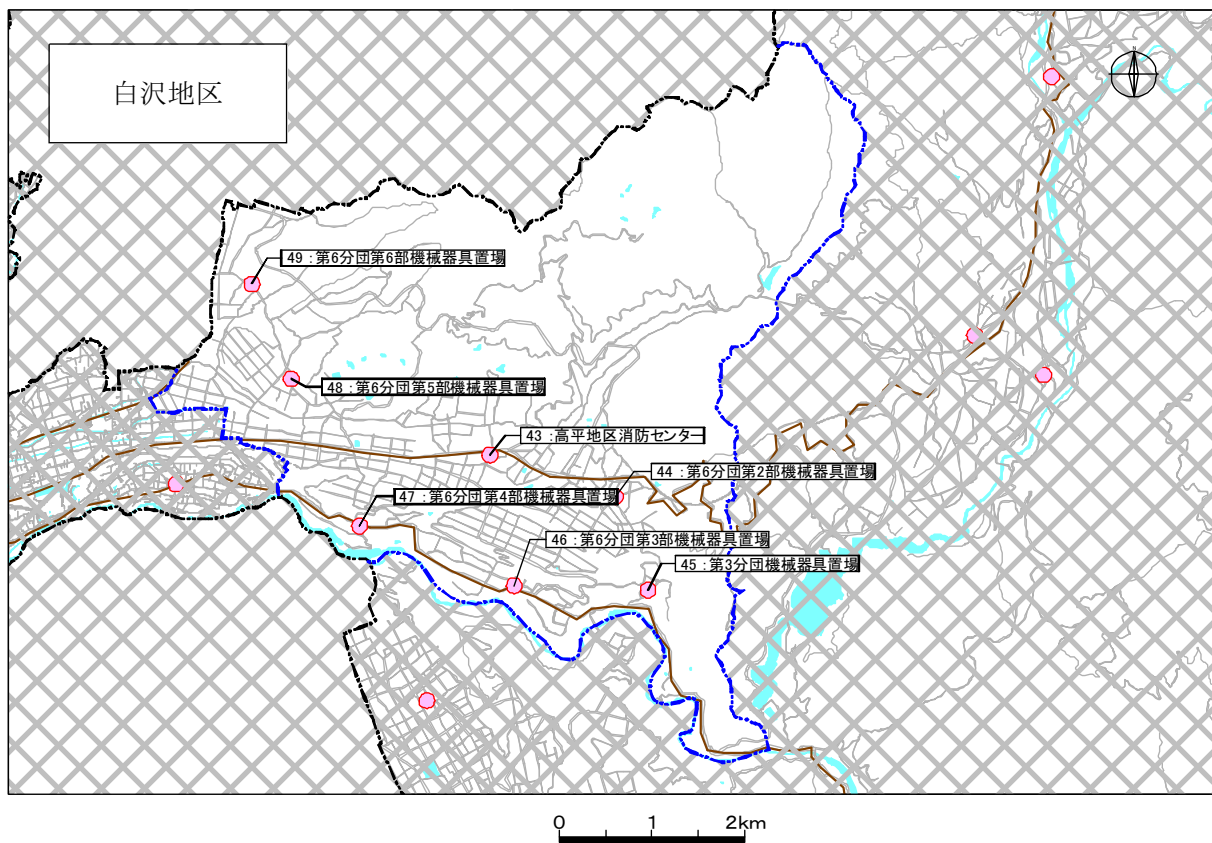 白沢地区
N
49：第6分団第6部機械器具置場
48：第6分団第5部機械器具置場
43：高平地区消防センター
44：第6分団第2部機械器具置場
47：第6分団第4部機械器具置場
46：第6分団第3部機械器具置場
45：第3分団機械器具置場
0 1 2km